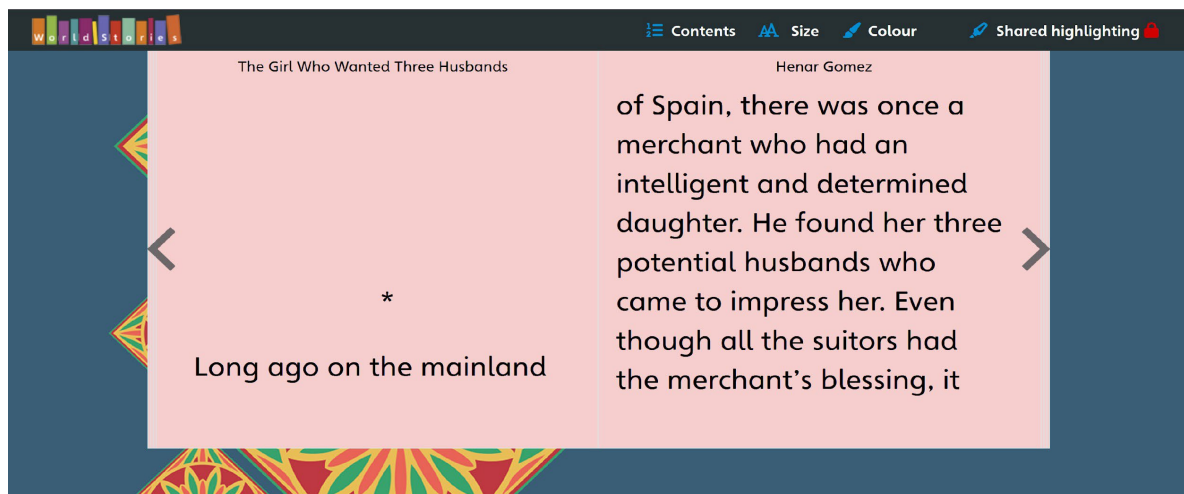 World Stories
Contents
Size
Colour
Shared highlighting
The Girl Who Wanted Three Husbands
*
Long ago on the mainland
Henar Gomez
of Spain, there was once a
merchant who had an
intelligent and determined
daughter. He found her three
potential husbands who
came to impress her. Even
though all the suitors had
the merchant’s blessing, it